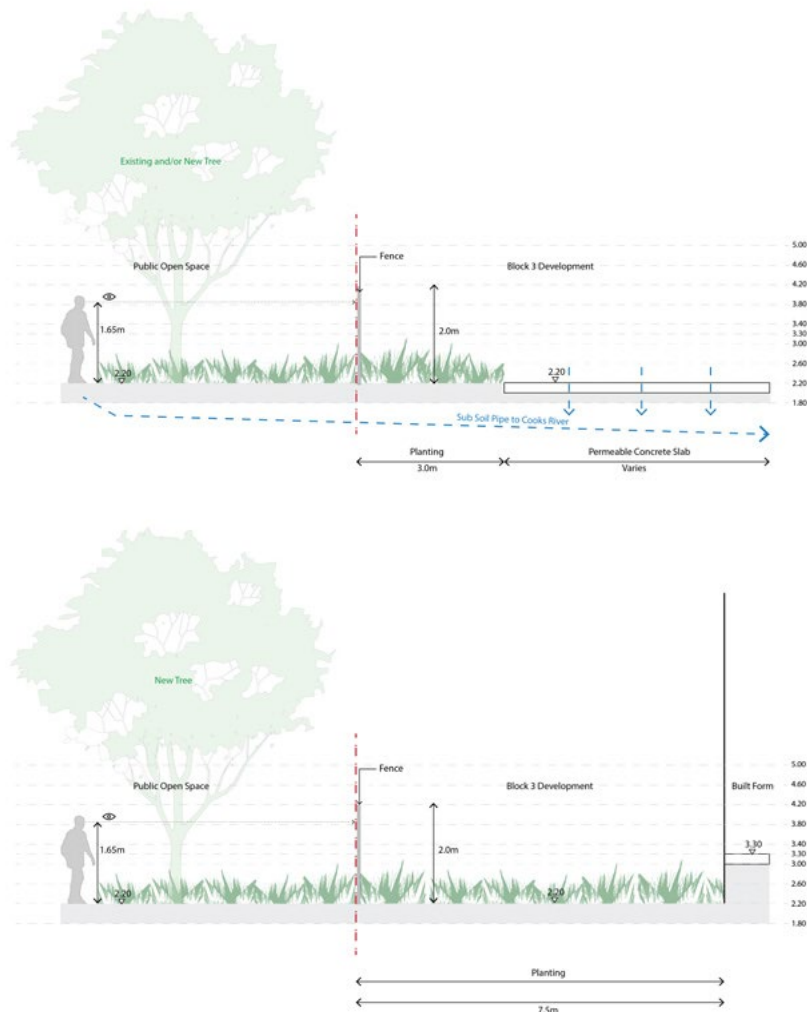 Existing and/or New Tree
Public Open Space
Fence
Block 3 Development
5.00
4.60
4.20
3.80
3.40
3.30
3.00
2.60
2.20
1.80
1.65m
2.0m
2.20
2.20
Sub Soil Pipe to Cooks River
Planting
3.0m
Permeable Concrete Slab
Varies
New Tree
Public Open Space
Fence
Block 3 Development
Built Form
5.00
4.60
4.20
3.80
3.40
3.30
3.00
2.60
2.20
1.80
1.65m
2.0m
3.30
2.20
2.20
Planting
7.5m